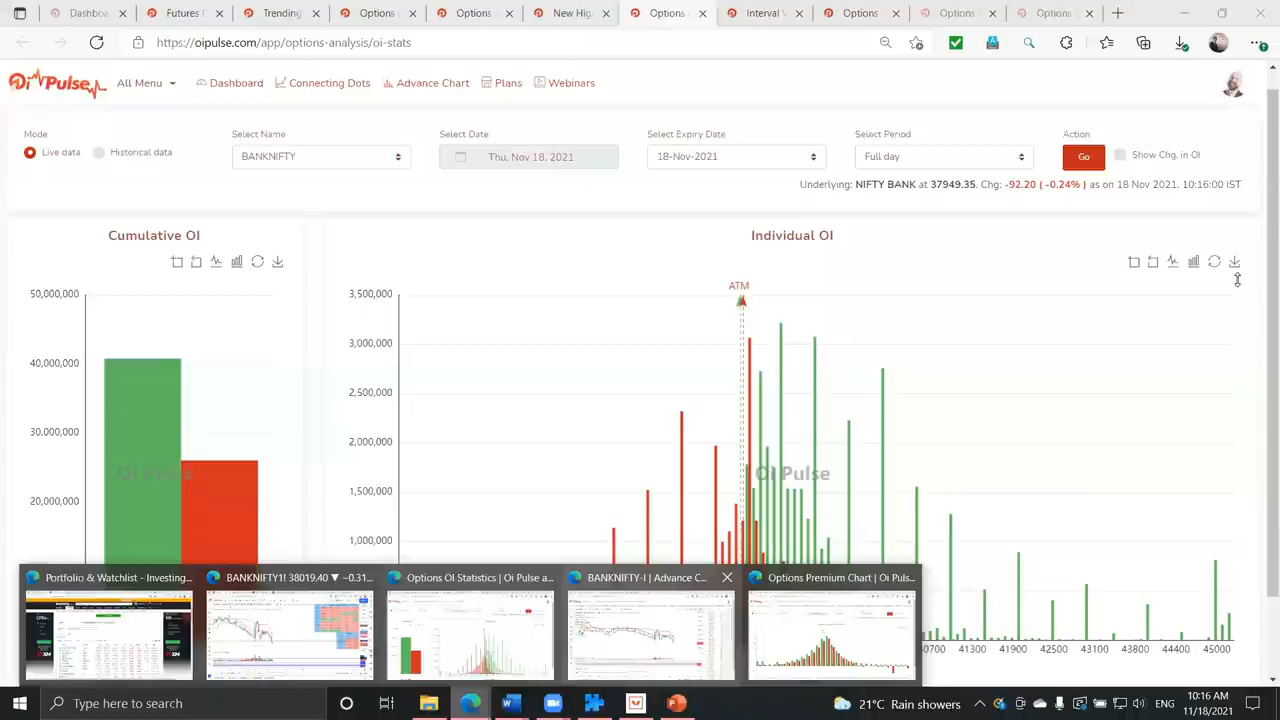 Dashbo
Futures
Trending
Options
Options
New Hig
Options
Interval
Options
Options
Options
https://oipulse.com/app/options-analysis/oi-stats
Oi Pulse
All Menu
Dashboard
Connecting Dots
Advance Chart
Plans
Webinars
Mode
Select Name
Select Date
Select Expiry Date
Select Period
Action
Live data
Historical data
BANKNIFTY
Thu, Nov 18, 2021
18-Nov-2021
Full day
Go
Show Chg. in OI
Underlying: NIFTY BANK at 37949.35. Chg: -92.20 ( -0.24% ) as on 18 Nov 2021, 10:16:00 IST
Cumulative OI
Individual OI
ATM
50,000,000
40,000,000
30,000,000
20,000,000
3,500,000
3,000,000
2,500,000
2,000,000
1,500,000
1,000,000
Oi Pulse
Oi Pulse
Portfolio & Watchlist - Investing...
BANKNIFTY1! 38019.40 ▼ −0.31...
Options OI Statistics | Oi Pulse a...
BANKNIFTY-I | Advance C...
Options Premium Chart | Oi Puls...
40700 41300 41900 42500 43100 43800 44400 45000
Type here to search
21°C Rain showers
ENG
10:16 AM
11/18/2021